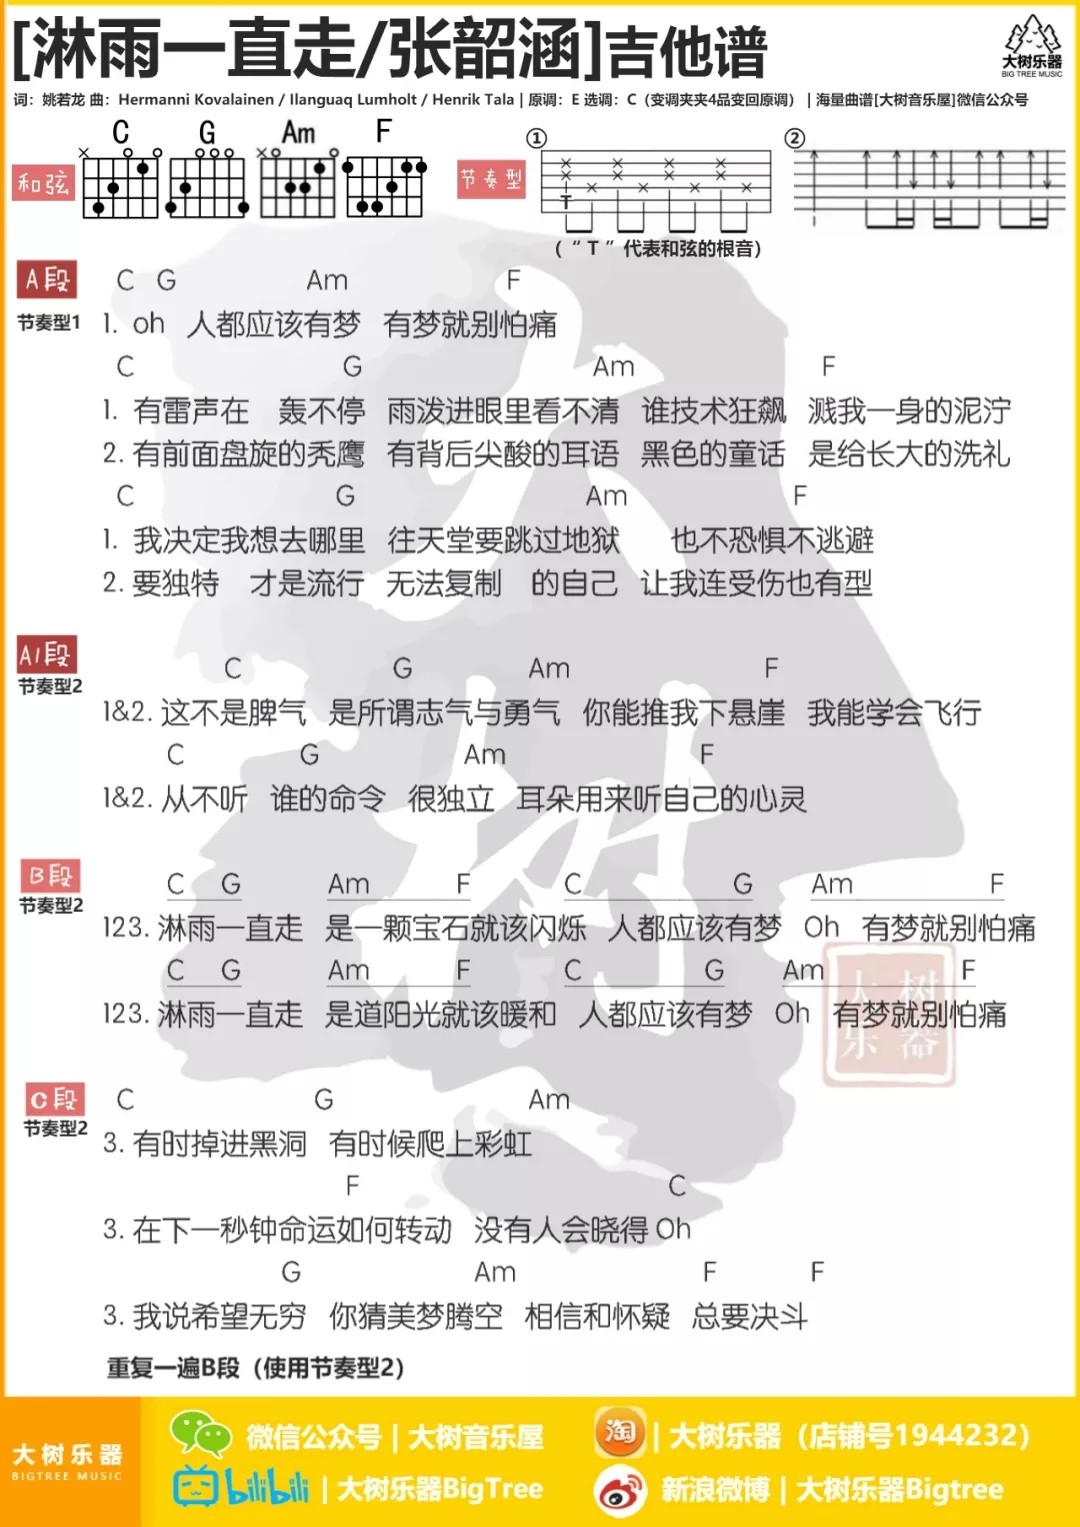 [淋雨一直走/张韶涵]吉他谱
大树乐器
BIG TREE MUSIC
词：姚若龙 曲：Hermanni Kovalainen / Ilanguaq Lumholt / Henrik Tala | 原调：E 选调：C（变调夹夹4品变回原调） | 海量曲谱[大树音乐屋]微信公众号
和弦 C G Am F
节奏型 ① ②
T
（“ T ”代表和弦的根音）
A段
C G Am F
节奏型1
1. oh 人都应该有梦 有梦就别怕痛
C G Am F
1. 有雷声在 轰不停 雨泼进眼里看不清 谁技术狂飙 溅我一身的泥泞
2. 有前面盘旋的秃鹰 有背后尖酸的耳语 黑色的童话 是给长大的洗礼
C G Am F
1. 我决定我想去哪里 往天堂要跳过地狱 也不恐惧不逃避
2. 要独特 才是流行 无法复制 的自己 让我连受伤也有型
A1段
节奏型2
C G Am F
1&2. 这不是脾气 是所谓志气与勇气 你能推我下悬崖 我能学会飞行
C G Am F
1&2. 从不听 谁的命令 很独立 耳朵用来听自己的心灵
B段
节奏型2
C G Am F C G Am F
123. 淋雨一直走 是一颗宝石就该闪烁 人都应该有梦 Oh 有梦就别怕痛
C G Am F C G Am F
123. 淋雨一直走 是道阳光就该暖和 人都应该有梦 Oh 有梦就别怕痛
C段
节奏型2
C G Am
3. 有时掉进黑洞 有时候爬上彩虹
F C
3. 在下一秒钟命运如何转动 没有人会晓得 Oh
G Am F F
3. 我说希望无穷 你猜美梦腾空 相信和怀疑 总要决斗
重复一遍B段（使用节奏型2）
大树
大树
乐器
大树乐器
BIGTREE MUSIC
微信公众号 | 大树音乐屋
淘 | 大树乐器（店铺号1944232）
bilibili | 大树乐器BigTree
新浪微博 | 大树乐器Bigtree